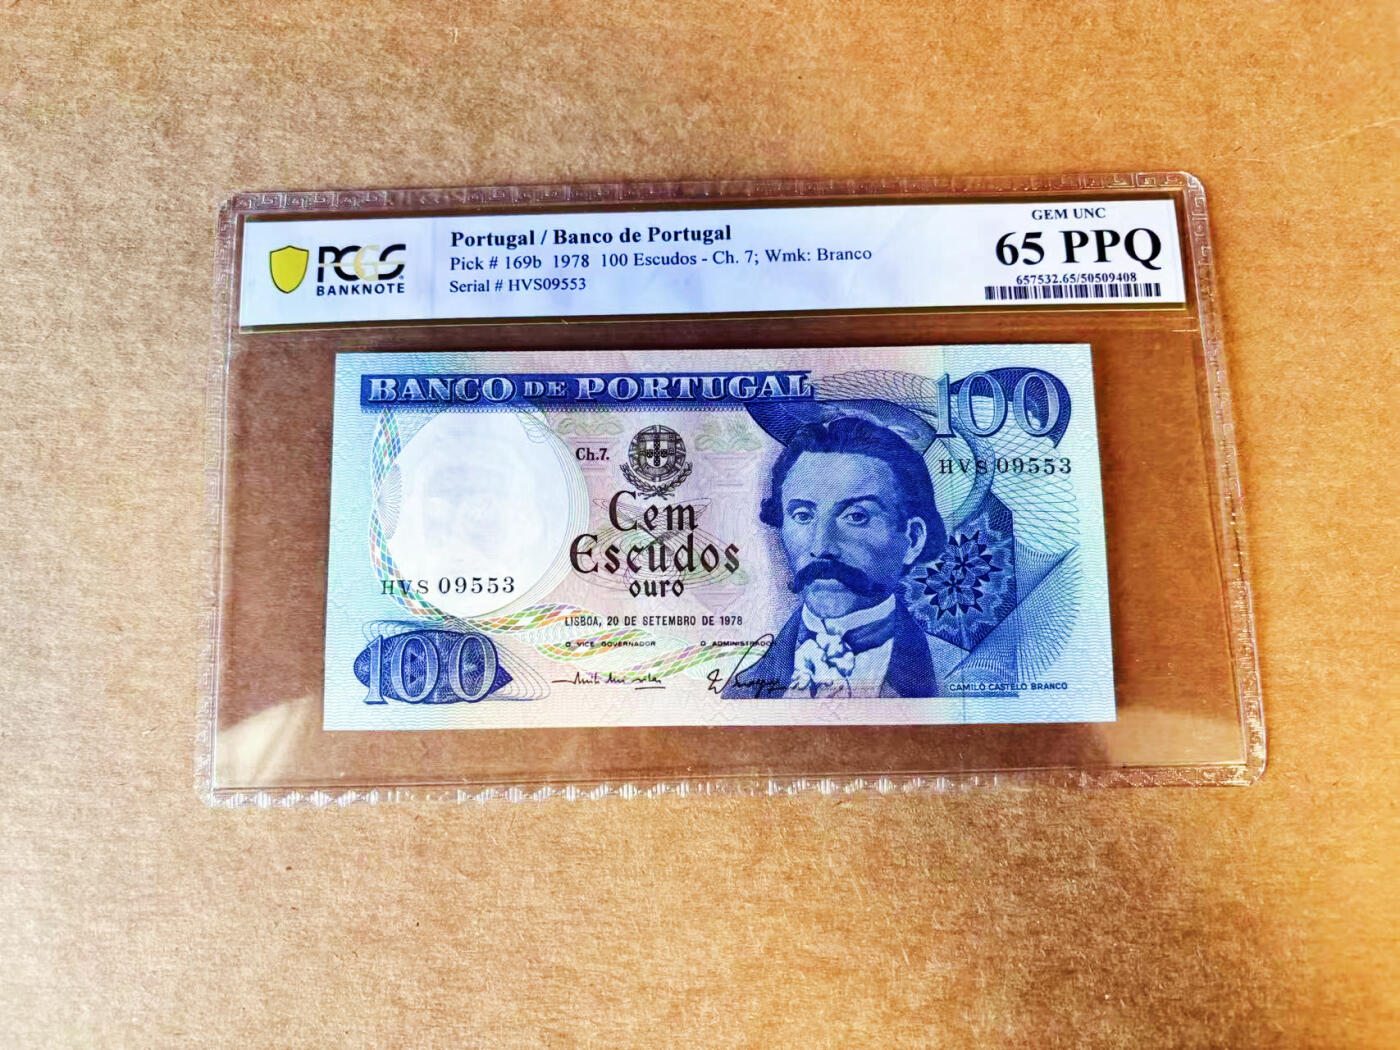 PCGS
BANKNOTE
Portugal / Banco de Portugal
Pick # 169b 1978 100 Escudos - Ch. 7; Wmk: Branco
Serial # HVS09553
GEM UNC
65 PPQ
657532.65/50509408
BANCO DE PORTUGAL
100
Ch.7.
HVS 09553
Cem
Escudos
ouro
HVS 09553
LISBOA, 20 DE SETEMBRO DE 1978
O VICE GOVERNADOR
O ADMINISTRADOR
100
CAMILO CASTELO BRANCO